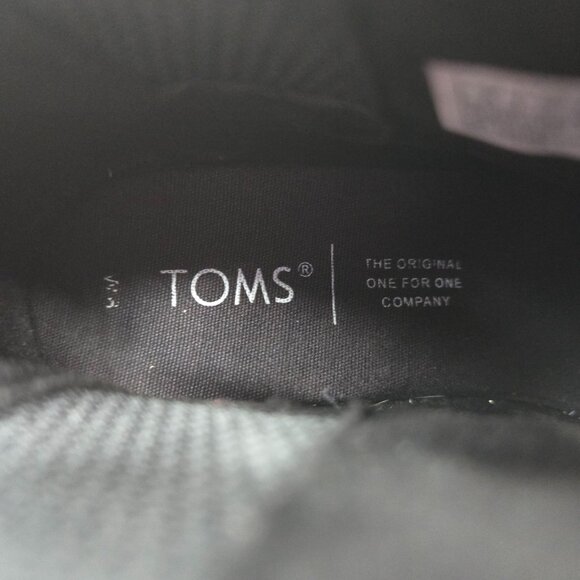 TOMS®
THE ORIGINAL
ONE FOR ONE
COMPANY